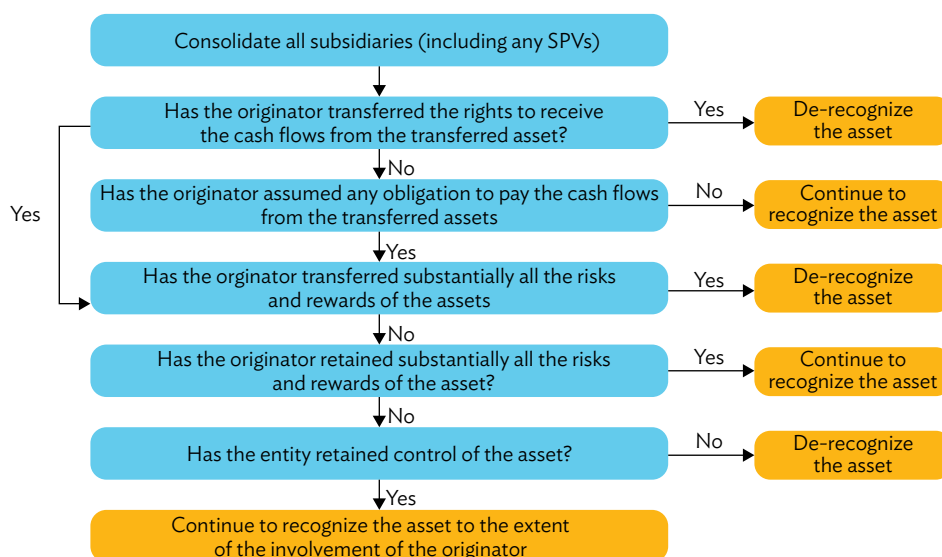 Consolidate all subsidiaries (including any SPVs)
Has the originator transferred the rights to receive
the cash flows from the transferred asset?
Yes
De-recognize
the asset
No
Yes
Has the originator assumed any obligation to pay the cash flows
from the transferred assets
No
Continue to
recognize the asset
Yes
Has the orginator transferred substantially all the risks
and rewards of the assets
Yes
De-recognize
the asset
No
Has the originator retained substantially all the risks
and rewards of the asset?
Yes
Continue to
recognize the asset
No
Has the entity retained control of the asset?
No
De-recognize
the asset
Yes
Continue to recognize the asset to the extent
of the involvement of the originator